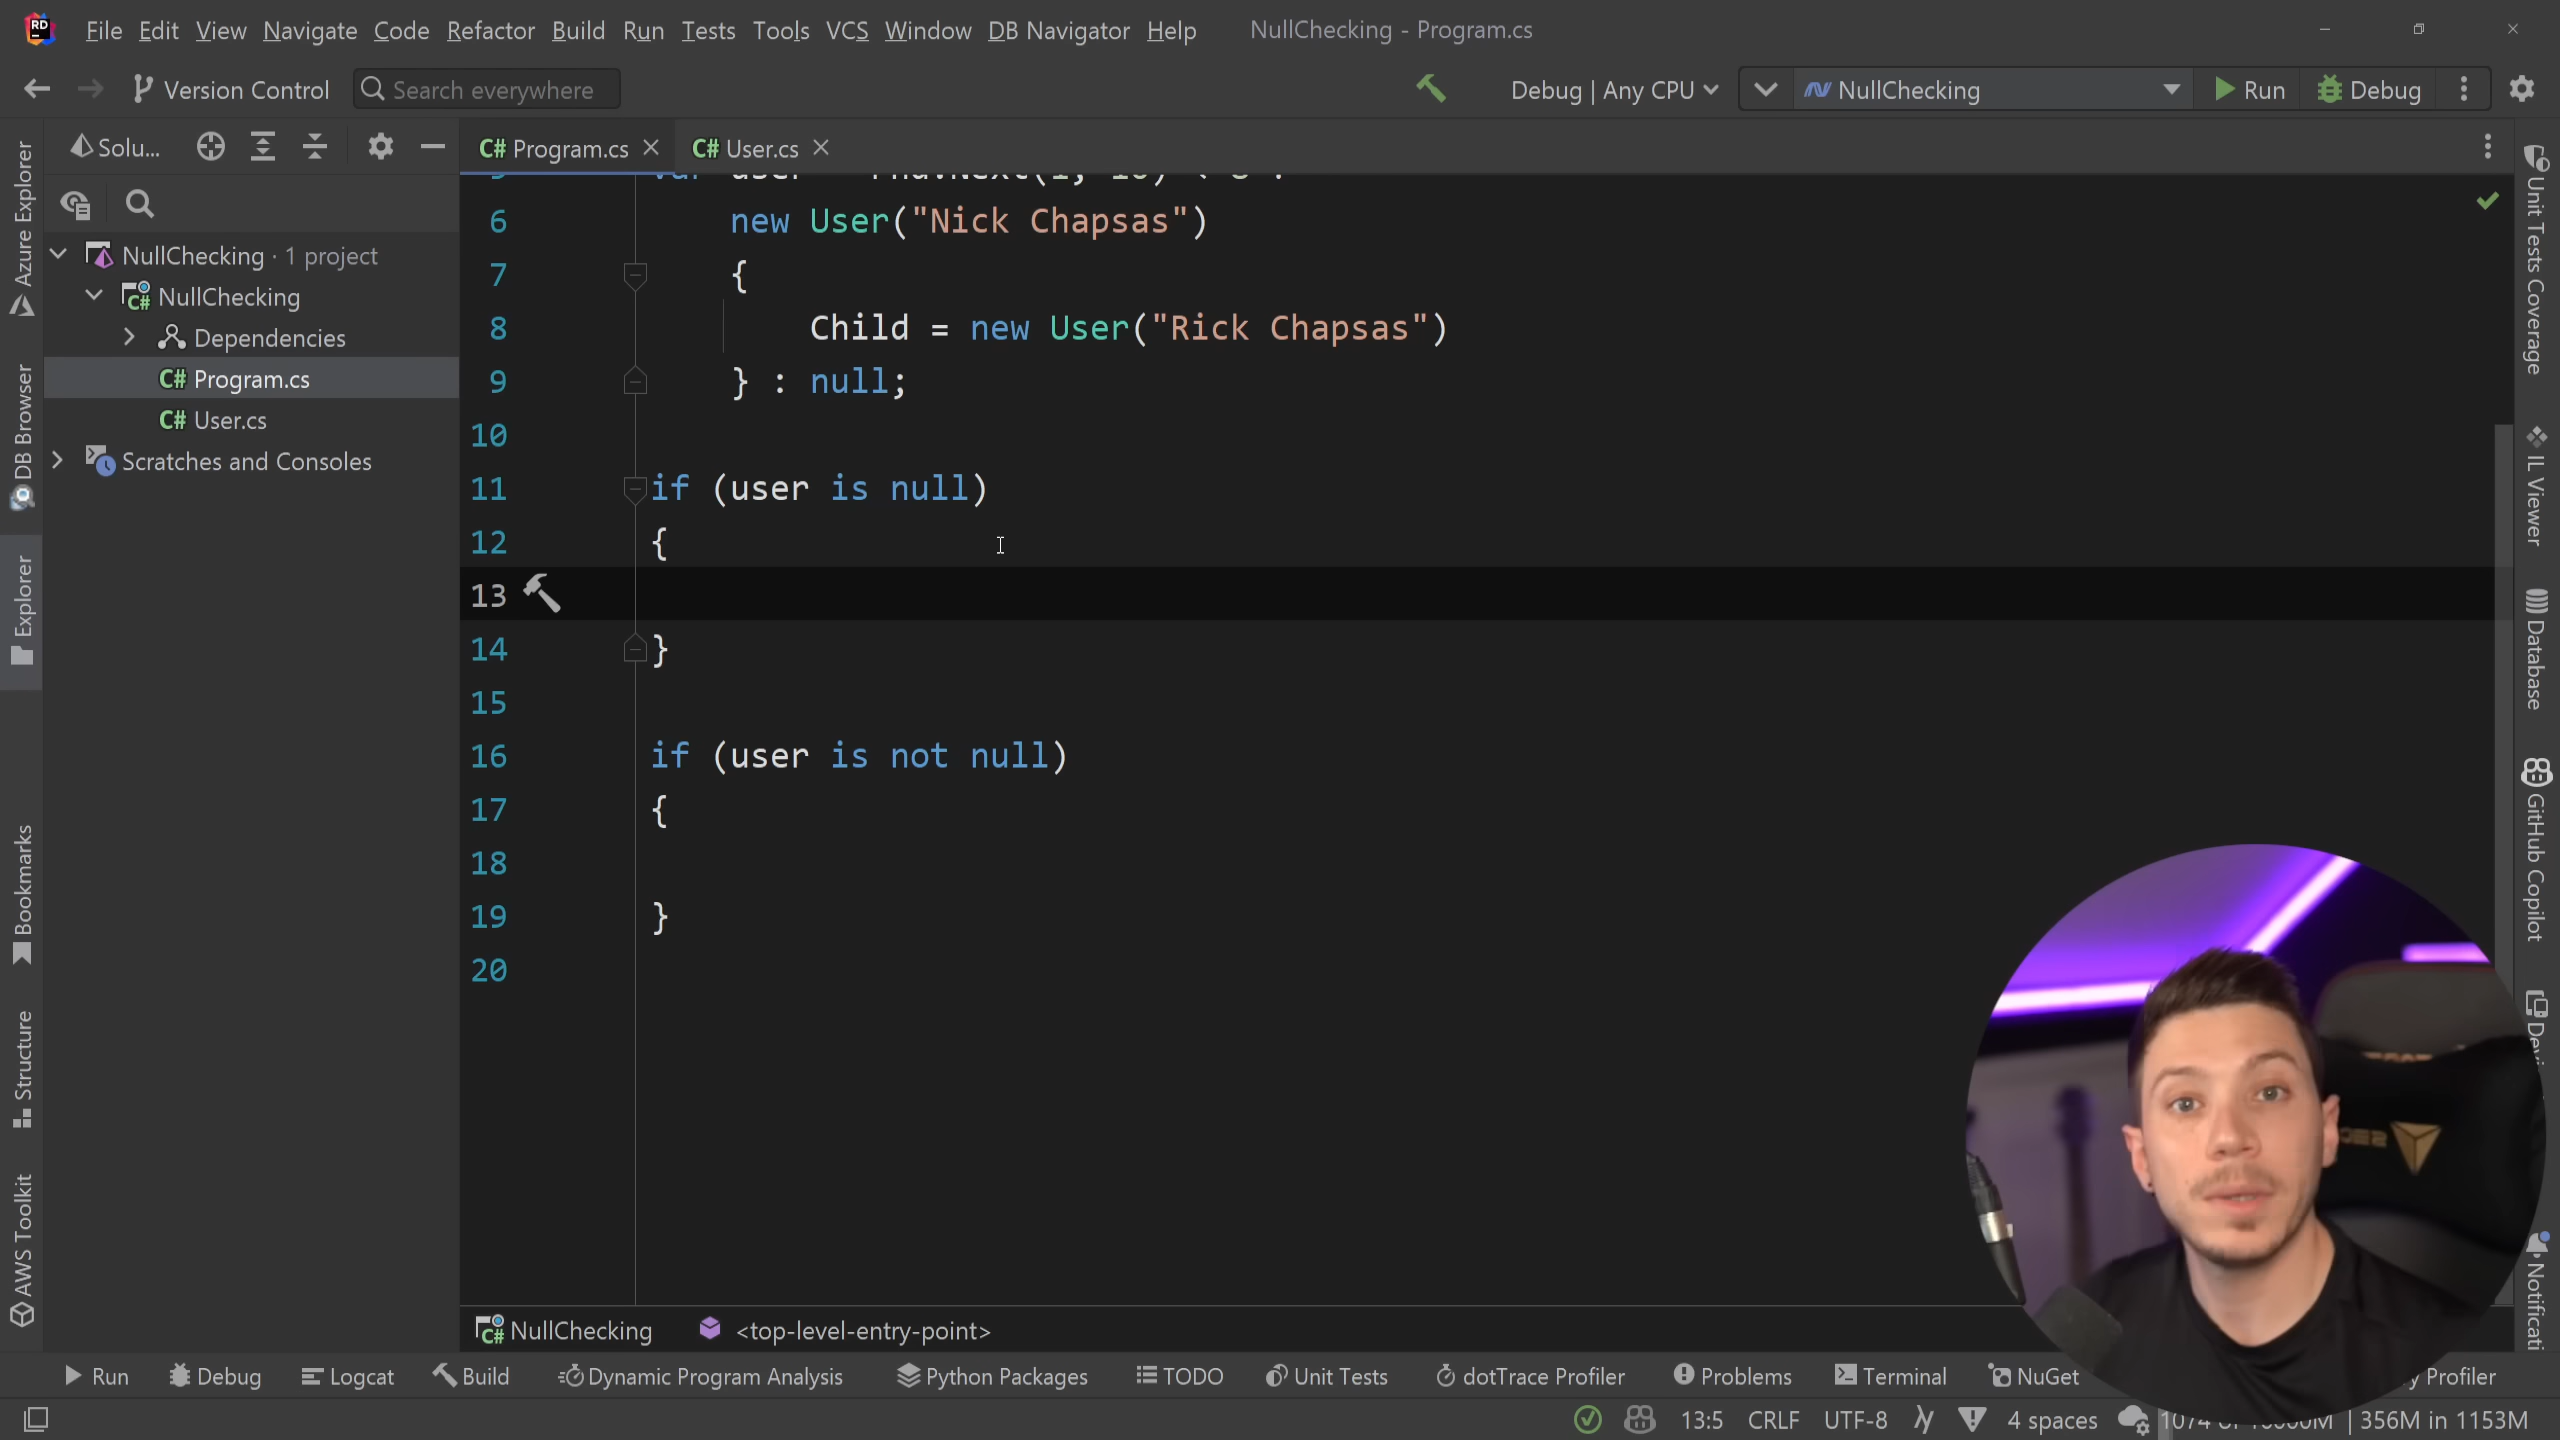 RD File Edit View Navigate Code Refactor Build Run Tests Tools VCS Window DB Navigator Help NullChecking - Program.cs
Version Control Search everywhere Debug | Any CPU NullChecking Run Debug
Solu...
C# Program.cs C# User.cs
Azure Explorer
DB Browser
Explorer
Bookmarks
Structure
AWS Toolkit
NullChecking · 1 project
C# NullChecking
Dependencies
C# Program.cs
C# User.cs
Scratches and Consoles
6 new User("Nick Chapsas")
7 {
8 Child = new User("Rick Chapsas")
9 } : null;
10
11 if (user is null)
12 {
13
14 }
15
16 if (user is not null)
17 {
18
19 }
20
Unit Tests Coverage
IL Viewer
Database
GitHub Copilot
C# NullChecking <top-level-entry-point>
Run Debug Logcat Build Dynamic Program Analysis Python Packages TODO Unit Tests dotTrace Profiler Problems Terminal NuGet Profiler
13:5 CRLF UTF-8 4 spaces 356M in 1153M